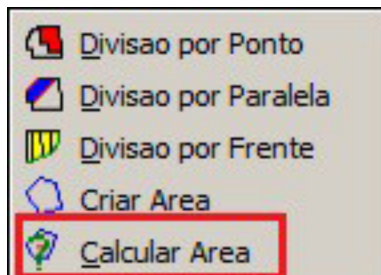 Divisao por Ponto
Divisao por Paralela
Divisao por Frente
Criar Area
Calcular Area